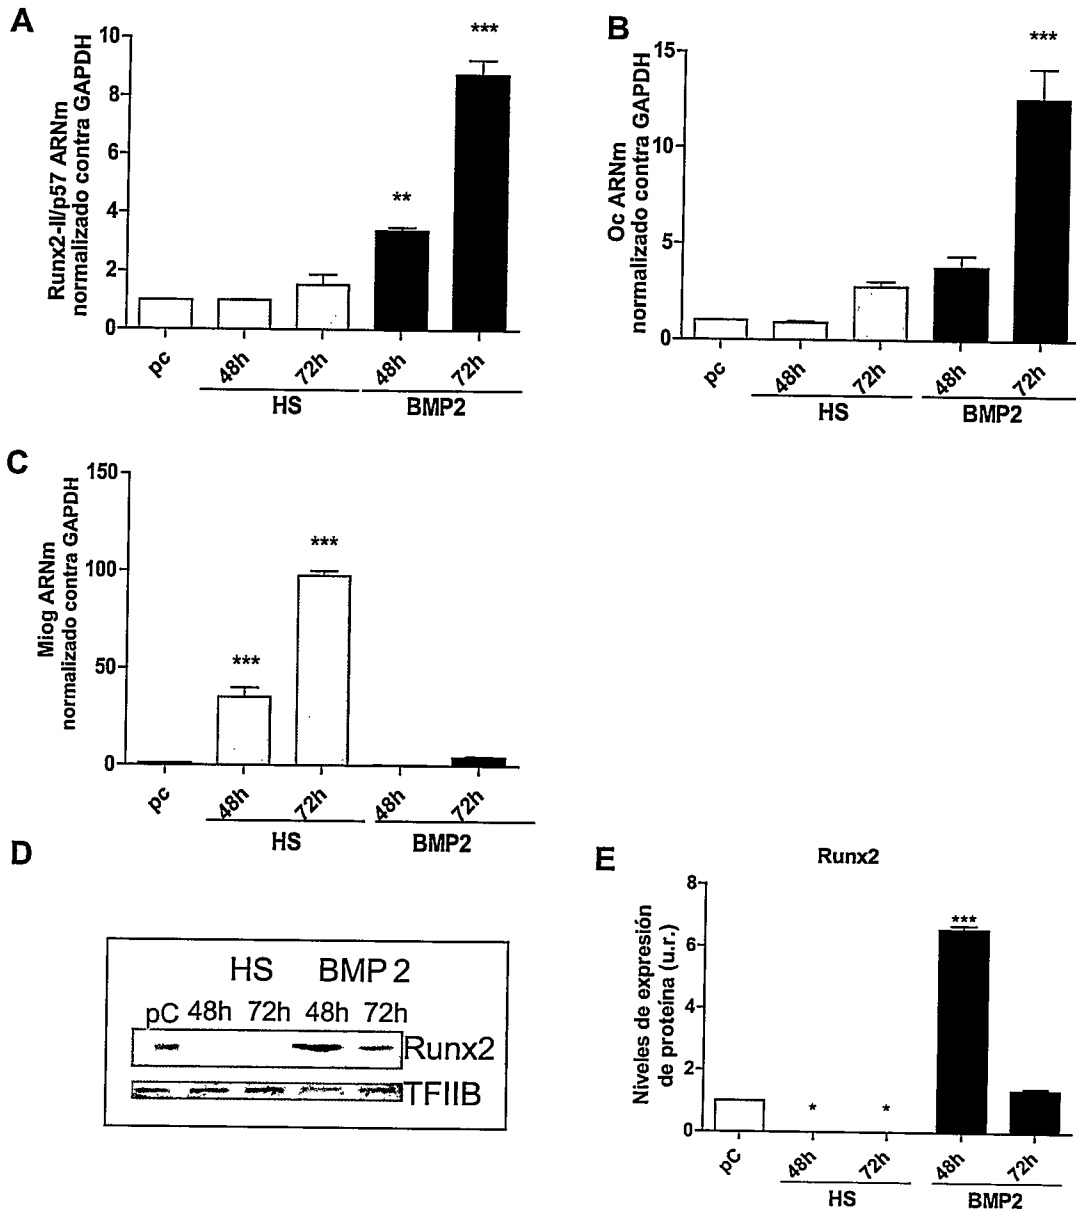 A
Runx2-II/p57 ARNm
normalizado contra GAPDH
10
8
6
4
2
0
**
***
pc
48h
72h
48h
72h
HS
BMP2
B
Oc ARNm
normalizado contra GAPDH
15
10
5
0
***
pc
48h
72h
48h
72h
HS
BMP2
C
Miog ARNm
normalizado contra GAPDH
150
100
50
0
***
***
pc
48h
72h
48h
72h
HS
BMP2
D
HS BMP 2
pC 48h 72h 48h 72h
Runx2
TFIIB
E
Runx2
Niveles de expresión
de proteína (u.r.)
8
6
4
2
0
*
*
***
pC
48h
72h
48h
72h
HS
BMP2